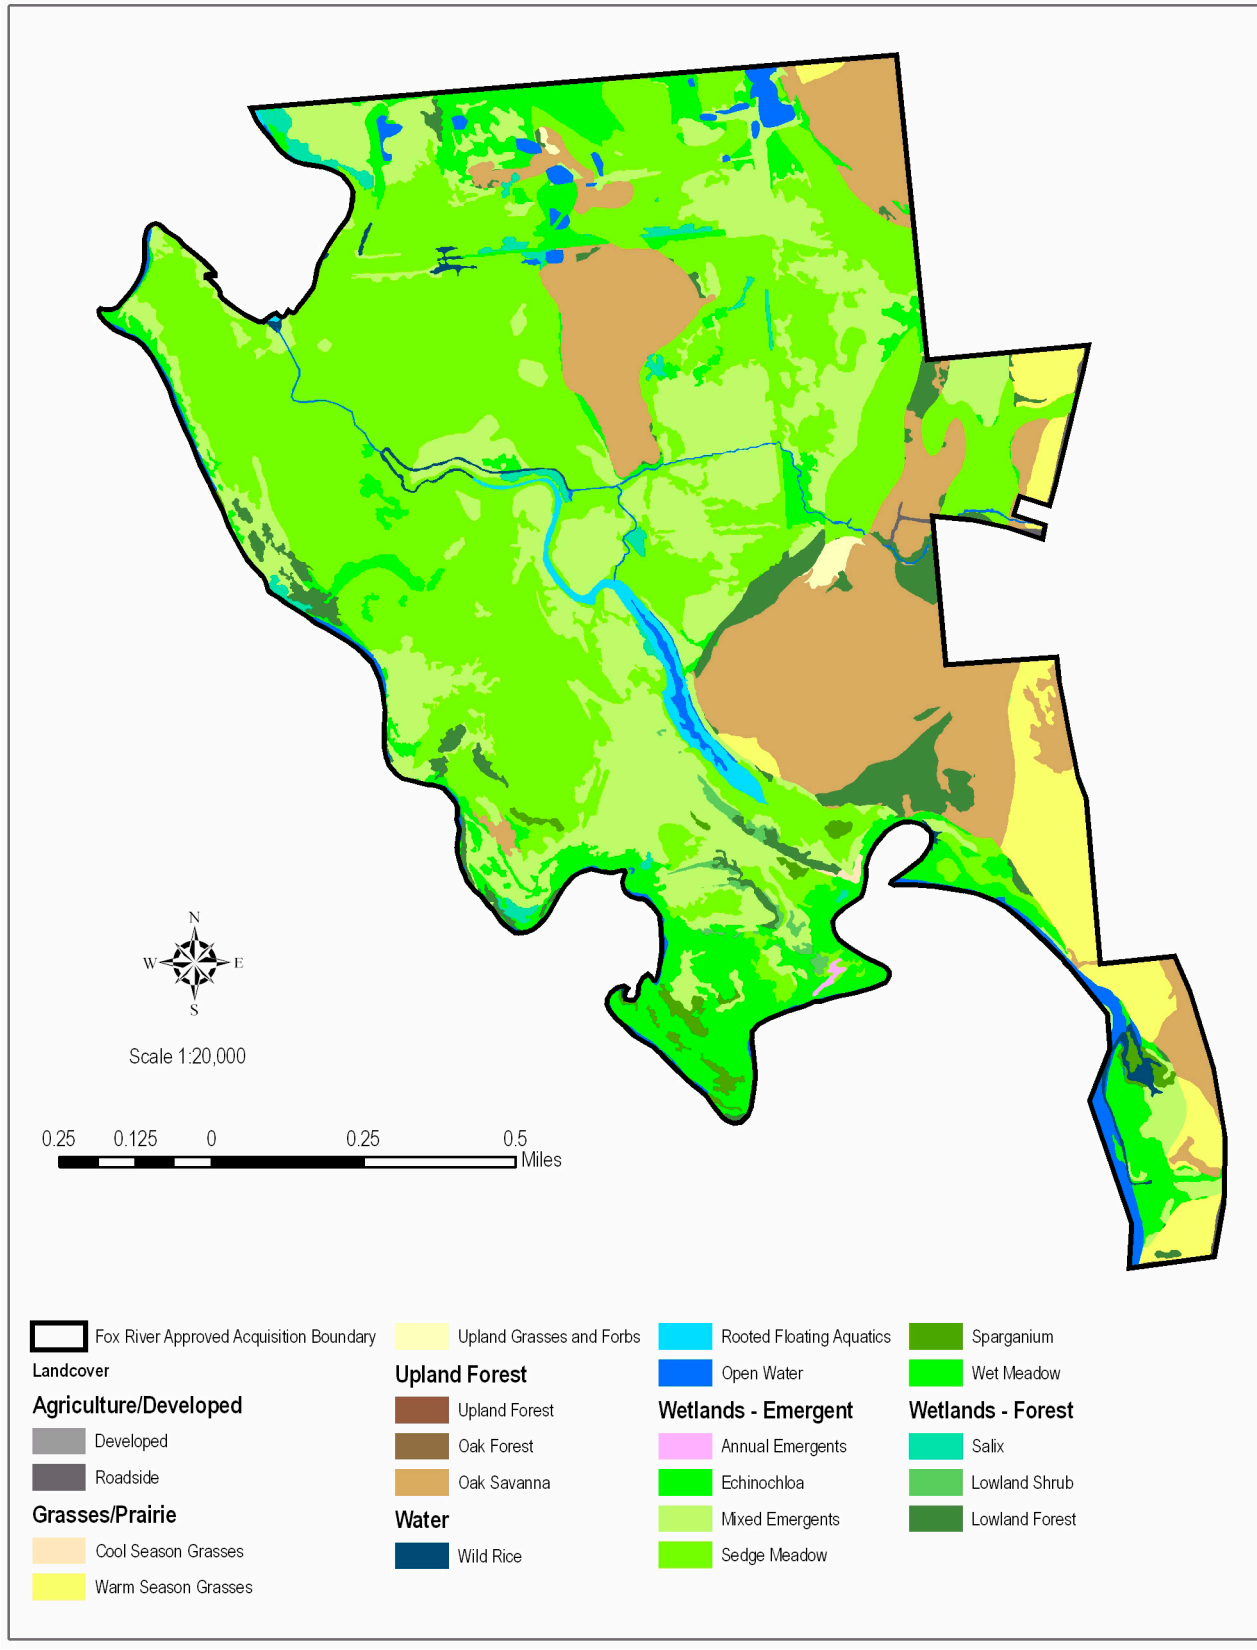 N
W E
S
Scale 1:20,000
0.25 0.125 0 0.25 0.5
Miles
Fox River Approved Acquisition Boundary
Landcover
Agriculture/Developed
Developed
Roadside
Grasses/Prairie
Cool Season Grasses
Warm Season Grasses
Upland Grasses and Forbs
Upland Forest
Upland Forest
Oak Forest
Oak Savanna
Water
Wild Rice
Rooted Floating Aquatics
Open Water
Wetlands - Emergent
Annual Emergents
Echinochloa
Mixed Emergents
Sedge Meadow
Sparganium
Wet Meadow
Wetlands - Forest
Salix
Lowland Shrub
Lowland Forest